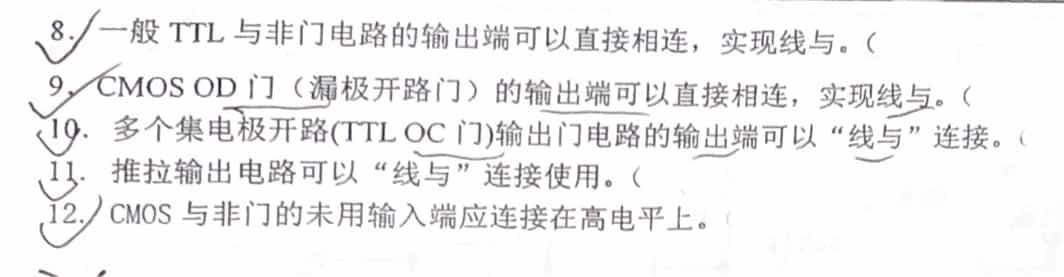 8. 一般 TTL 与非门电路的输出端可以直接相连，实现线与。（
9. CMOS OD 门（漏极开路门）的输出端可以直接相连，实现线与。（
10. 多个集电极开路(TTL OC 门)输出门电路的输出端可以“线与”连接。（
11. 推拉输出电路可以“线与”连接使用。（
12. CMOS 与非门的未用输入端应连接在高电平上。（